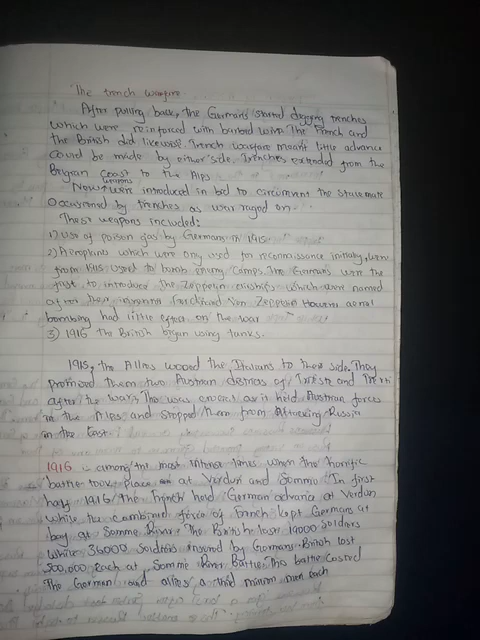 The trench warfare
After pulling back, the Germans started digging trenches
which were reinforced with barbed wire. The French and
the British did likewise. Trench warfare meant little advance
could be made by either side. Trenches extended from the
Belgian coast to the Alps
New weapons were introduced in bid to circumvent the stalemate
Occasioned by trenches as war raged on.
These weapons included:
1) Use of poison gas by Germans in 1915.
2) Aeroplanes which were only used for reconnaissance initially, were
from 1915 used to bomb enemy camps. The Germans were the
first to introduce the Zeppelin airships which were named
after their inventor Ferdinand Von Zeppelin However aerial
bombing had little effect on the war
3) 1916 the British began using tanks.
1915, the Allies wooed the Italians to their side. They
promised them two Austrian districts of Trieste and
after the war. This was crucial as it held Austrian forces
in the Alps and stopped them from Attacking Russia
in the East.
1916 is among the most intense times when the horrific
battle took place at Verdun and Somme. In first
half 1916 the French held German advance at Verdun
while the combined force of French kept Germans at
bay at Somme River. The British lost 19000 soldiers
while 36000 soldiers injured by Germans. British lost
500,000 each at Somme River Battle. The battle costed
The German and allies a third million men each